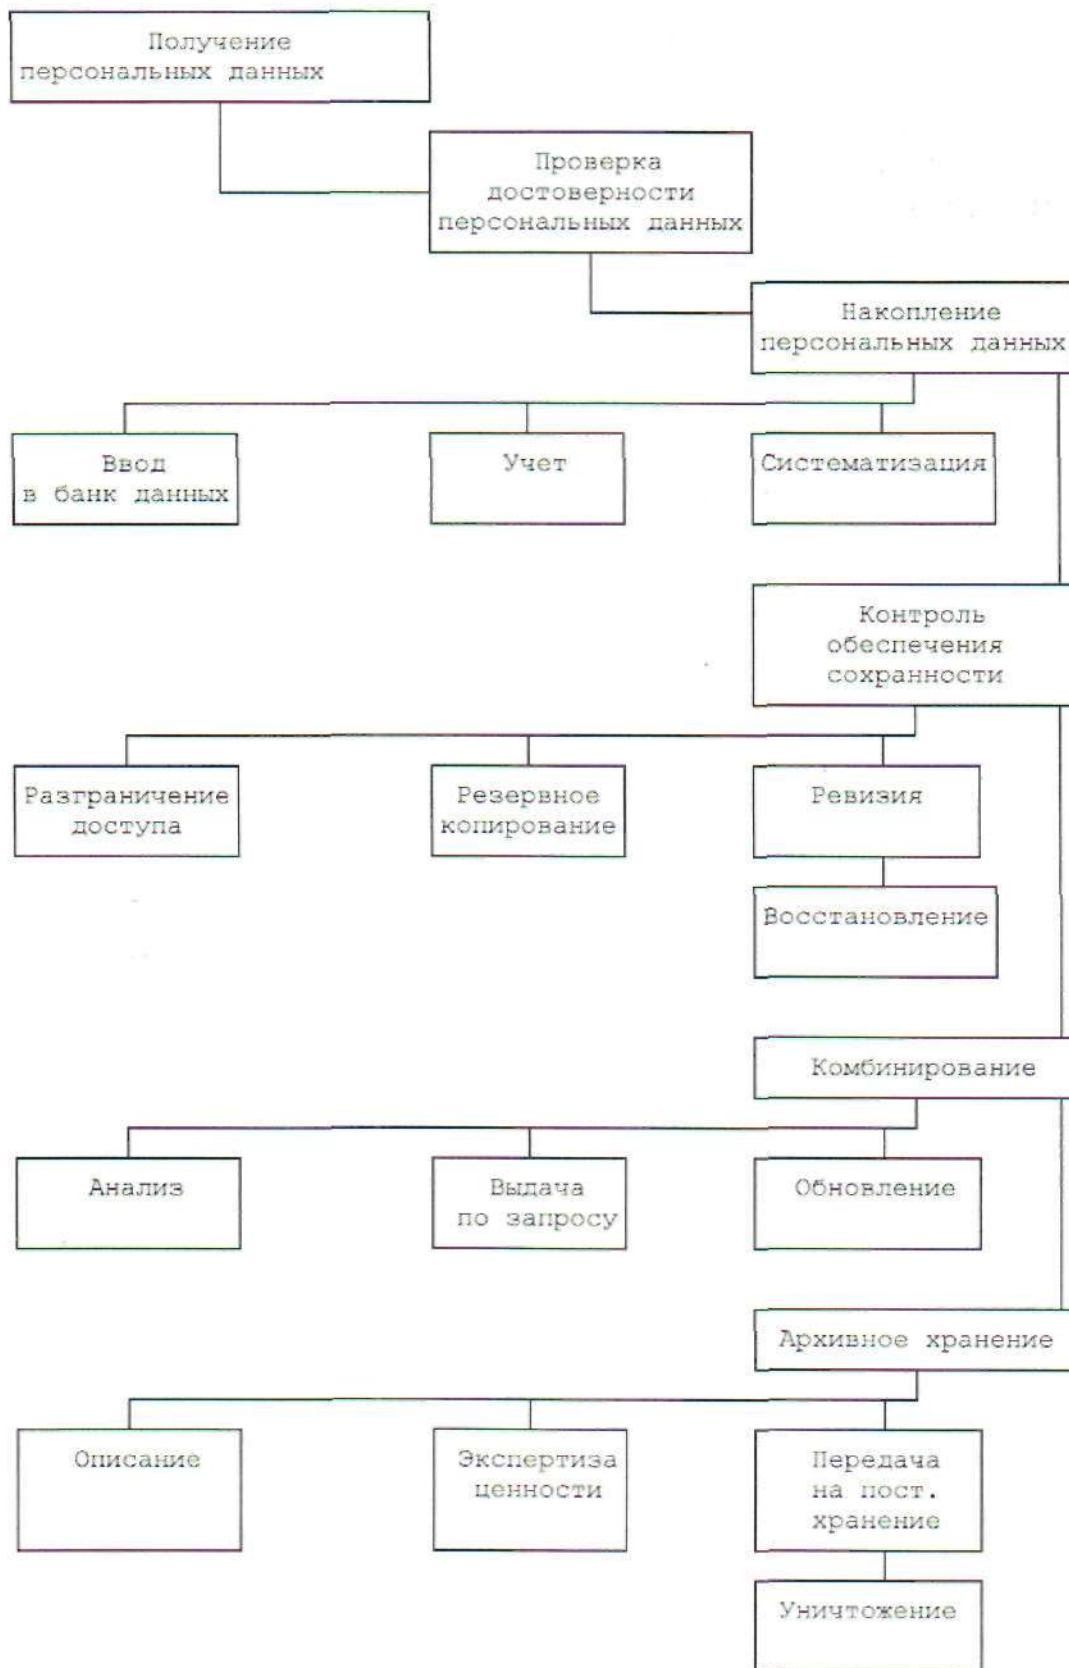 Получение
персональных данных
Проверка
достоверности
персональных данных
Накопление
персональных данных
Ввод
в банк данных
Учет
Систематизация
Контроль
обеспечения
сохранности
Разграничение
доступа
Резервное
копирование
Ревизия
Восстановление
Комбинирование
Анализ
Выдача
по запросу
Обновление
Архивное хранение
Описание
Экспертиза
ценности
Передача
на пост.
хранение
Уничтожение